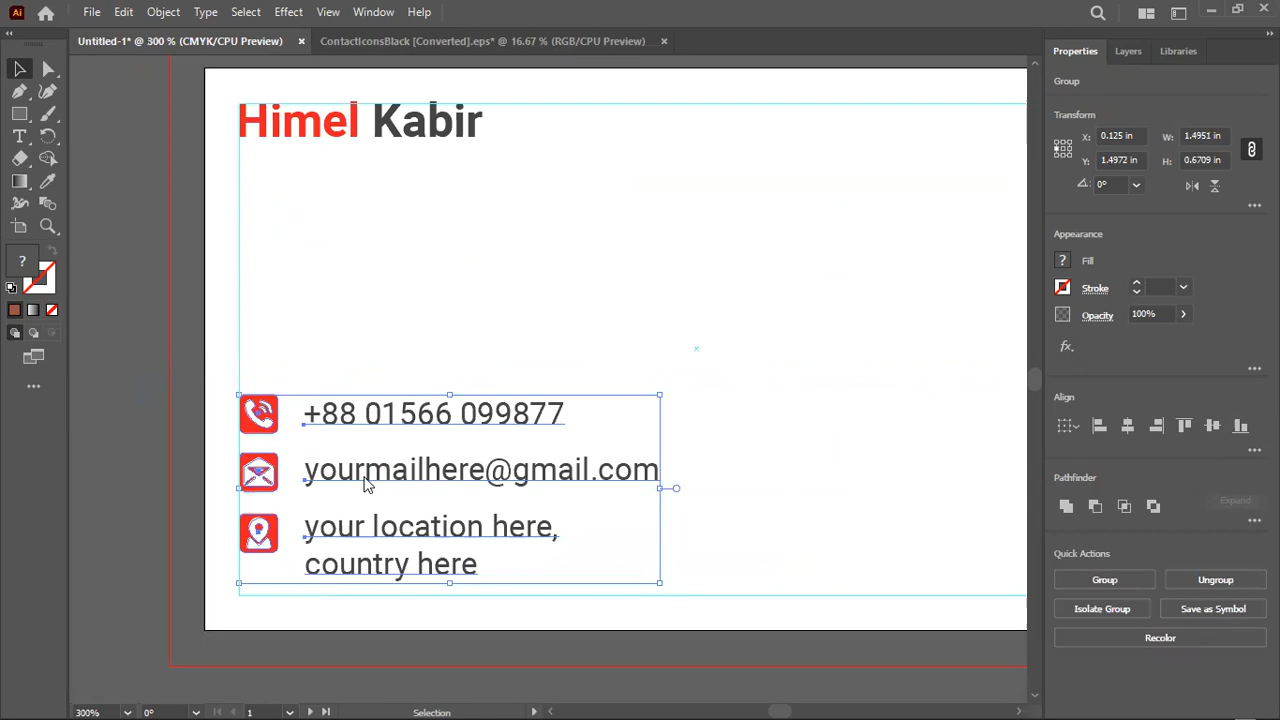 File Edit Object Type Select Effect View Window Help
Untitled-1* @ 300 % (CMYK/CPU Preview) ×
ContactIconsBlack [Converted].eps* @ 16.67 % (RGB/CPU Preview) ×
Properties Layers Libraries
Group
Transform
X: 0.125 in W: 1.4951 in
Y: 1.4972 in H: 0.6709 in
0°
Appearance
? Fill
Stroke
Opacity 100%
fx.
Align
Pathfinder
Expand
Quick Actions
Group Ungroup
Isolate Group Save as Symbol
Recolor
Ai
T
?
Himel Kabir
+88 01566 099877
yourmailhere@gmail.com
your location here,
country here
300% 0° 1 Selection